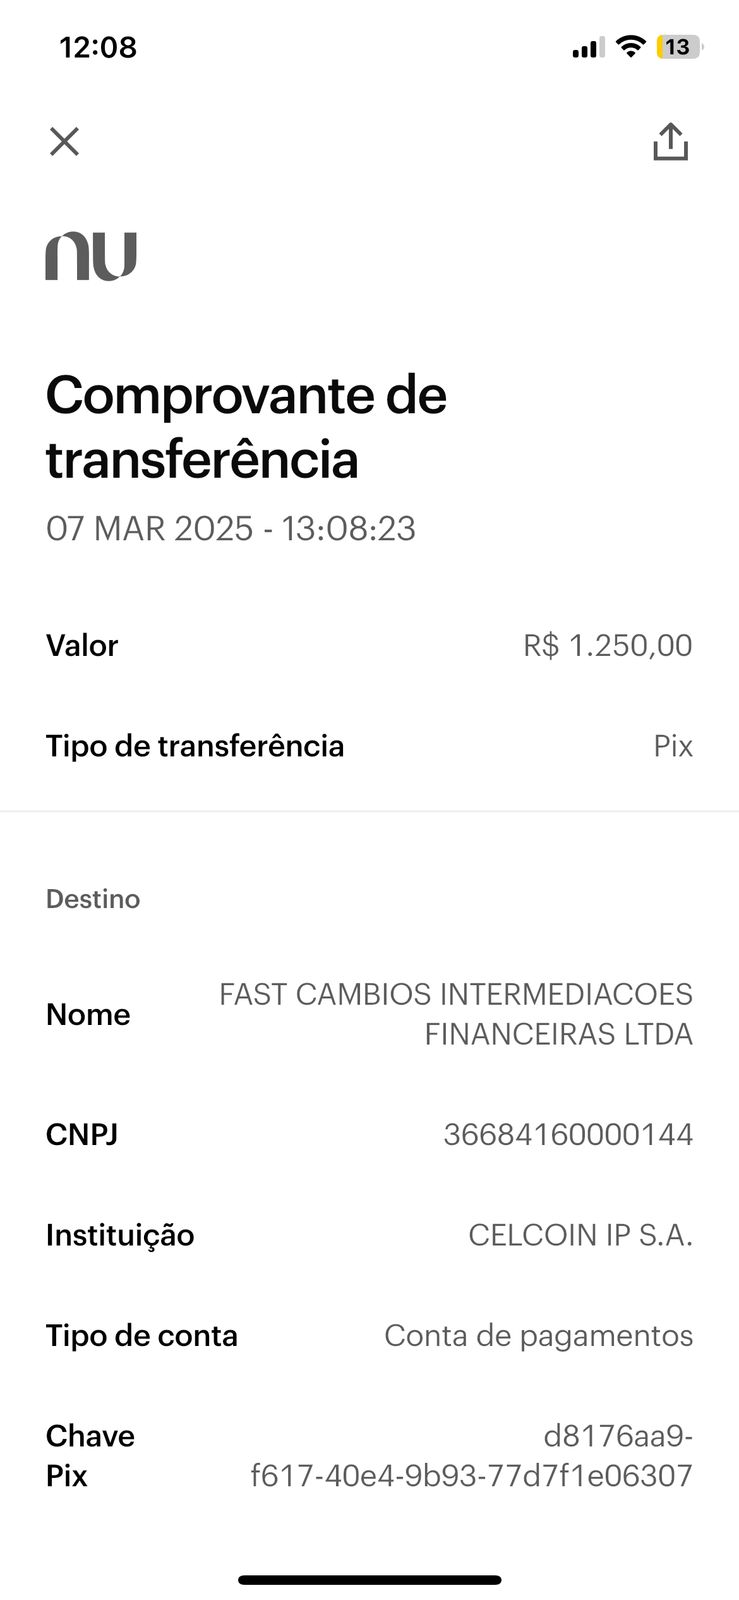 12:08
13
nu
Comprovante de
transferência
07 MAR 2025 - 13:08:23
Valor R$ 1.250,00
Tipo de transferência Pix
Destino
Nome FAST CAMBIOS INTERMEDIACOES
FINANCEIRAS LTDA
CNPJ 36684160000144
Instituição CELCOIN IP S.A.
Tipo de conta Conta de pagamentos
Chave d8176aa9-
Pix f617-40e4-9b93-77d7f1e06307